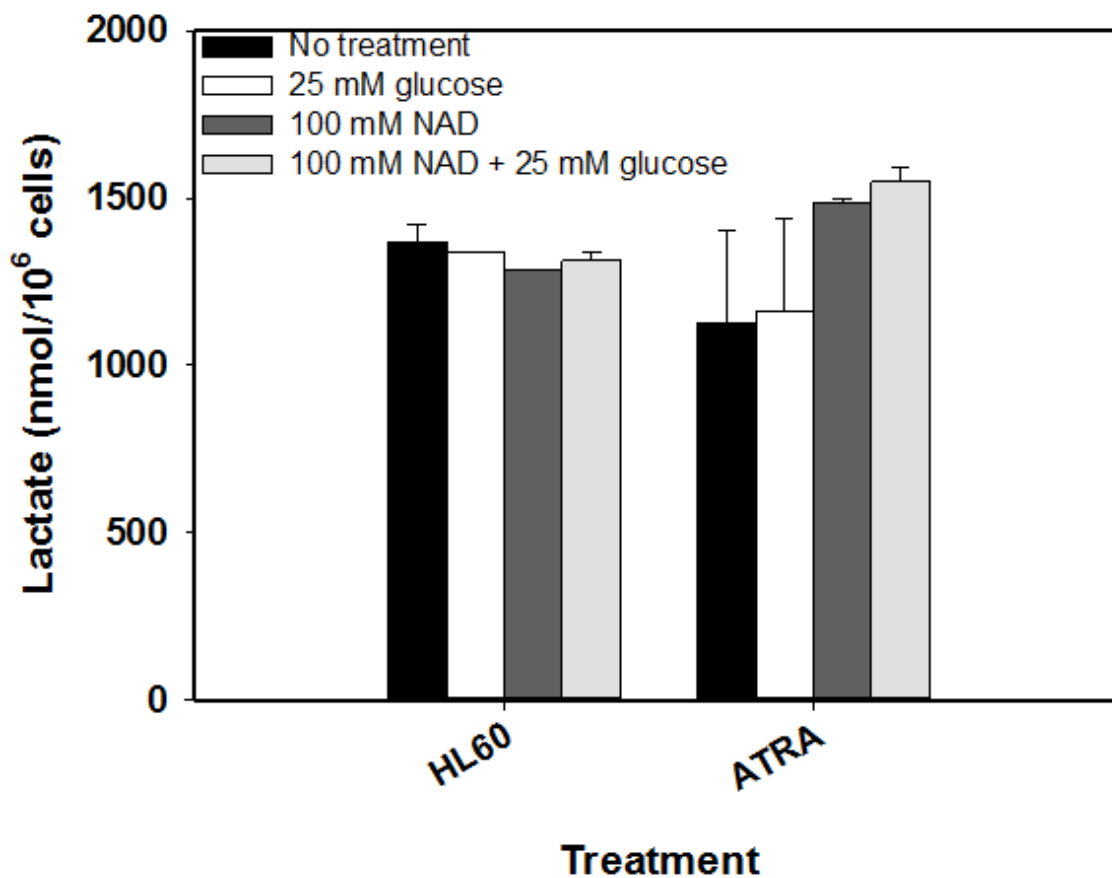 2000
1500
1000
500
0
Lactate (nmol/10⁶ cells)
No treatment
25 mM glucose
100 mM NAD
100 mM NAD + 25 mM glucose
HL60
ATRA
Treatment